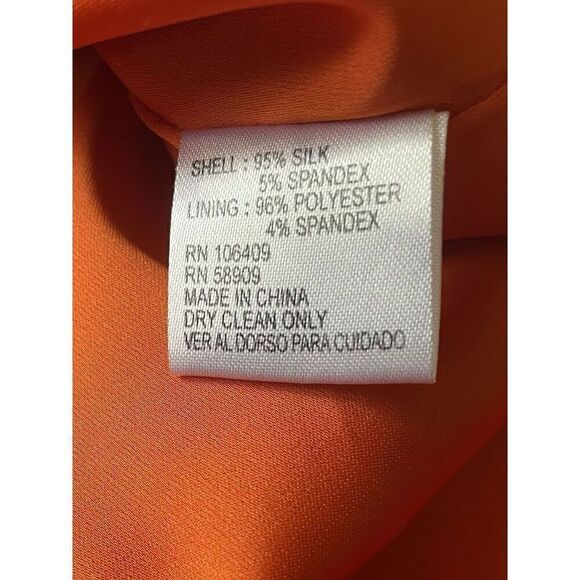 SHELL : 95% SILK
5% SPANDEX
LINING : 96% POLYESTER
4% SPANDEX
RN 106409
RN 58909
MADE IN CHINA
DRY CLEAN ONLY
VER AL DORSO PARA CUIDADO